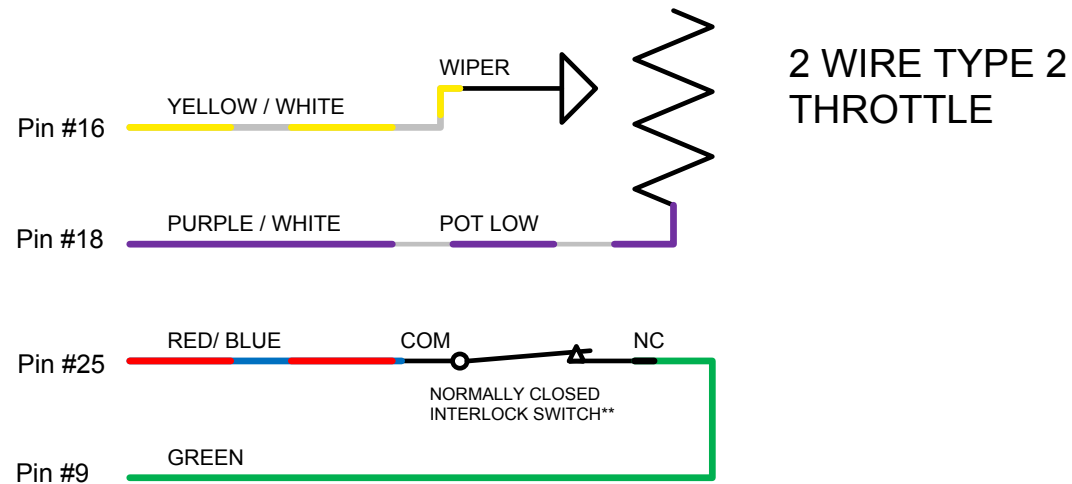 2 WIRE TYPE 2
THROTTLE
WIPER
YELLOW / WHITE
Pin #16
PURPLE / WHITE
POT LOW
Pin #18
RED/ BLUE
COM
NC
Pin #25
NORMALLY CLOSED
INTERLOCK SWITCH**
GREEN
Pin #9